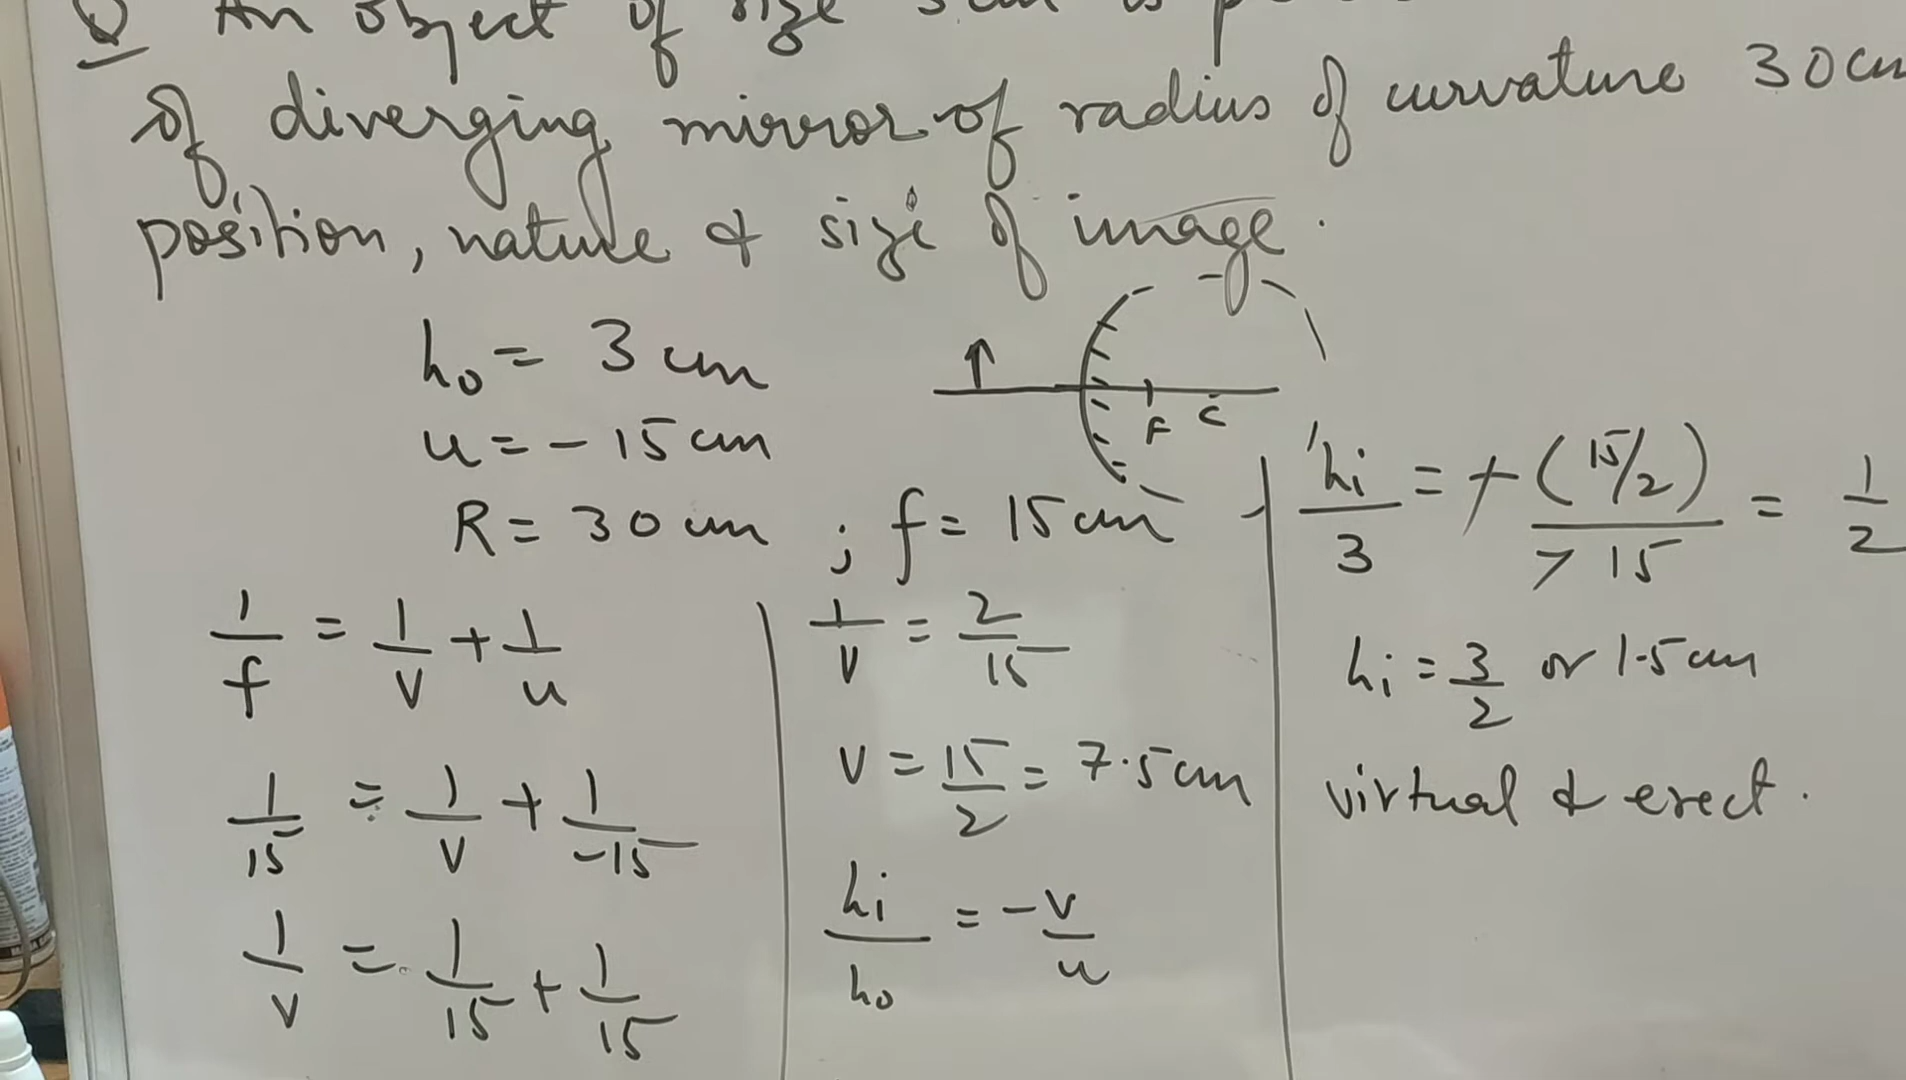 Q An object of size 3 cm is
of diverging mirror of radius of curvature 30cm
position, nature & size of image.
h₀ = 3 cm
u = - 15 cm
R = 30 cm ; f = 15 cm
F C
1/f = 1/v + 1/u
1/15 = 1/v + 1/-15
1/v = 1/15 + 1/15
1/v = 2/15
v = 15/2 = 7.5 cm
hi/h₀ = -v/u
hi/3 = + (15/2)/-15 = 1/2
hi = 3/2 or 1.5 cm
virtual & erect.